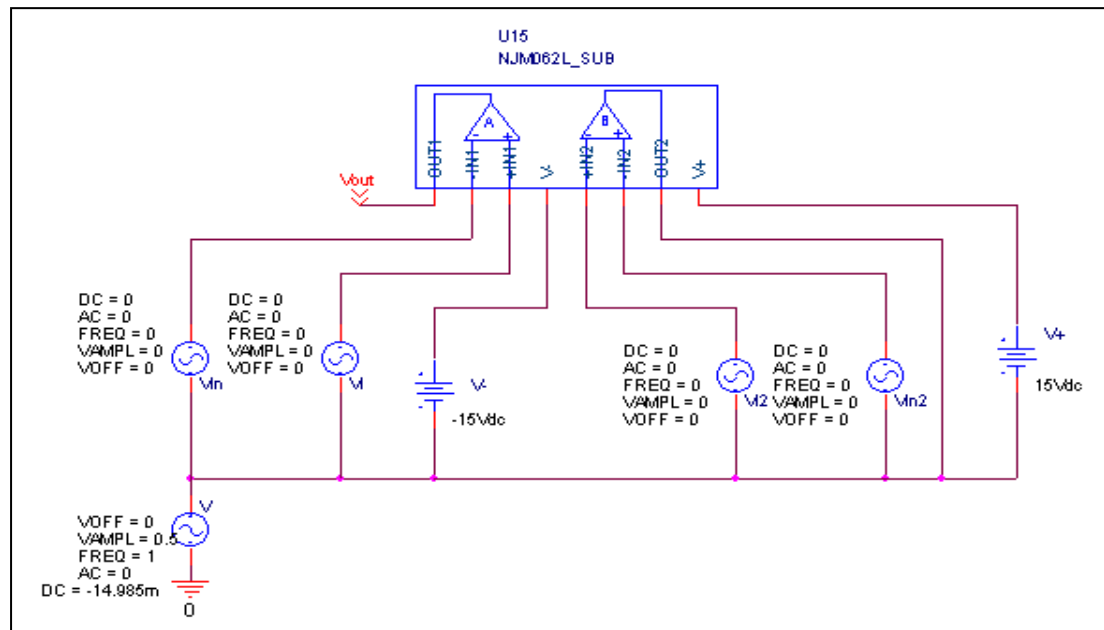 U15
NJM062L_SUB
A
B
-
+
-
+
OUT1
-IN1
+IN1
V-
+IN2
-IN2
OUT2
V+
Vout
DC = 0
AC = 0
FREQ = 0
VAMPL = 0
VOFF = 0
Vin
DC = 0
AC = 0
FREQ = 0
VAMPL = 0
VOFF = 0
VI
V-
-15Vdc
DC = 0
AC = 0
FREQ = 0
VAMPL = 0
VOFF = 0
VI2
DC = 0
AC = 0
FREQ = 0
VAMPL = 0
VOFF = 0
Vin2
V+
15Vdc
V
VOFF = 0
VAMPL = 0.5
FREQ = 1
AC = 0
DC = -14.985m
0